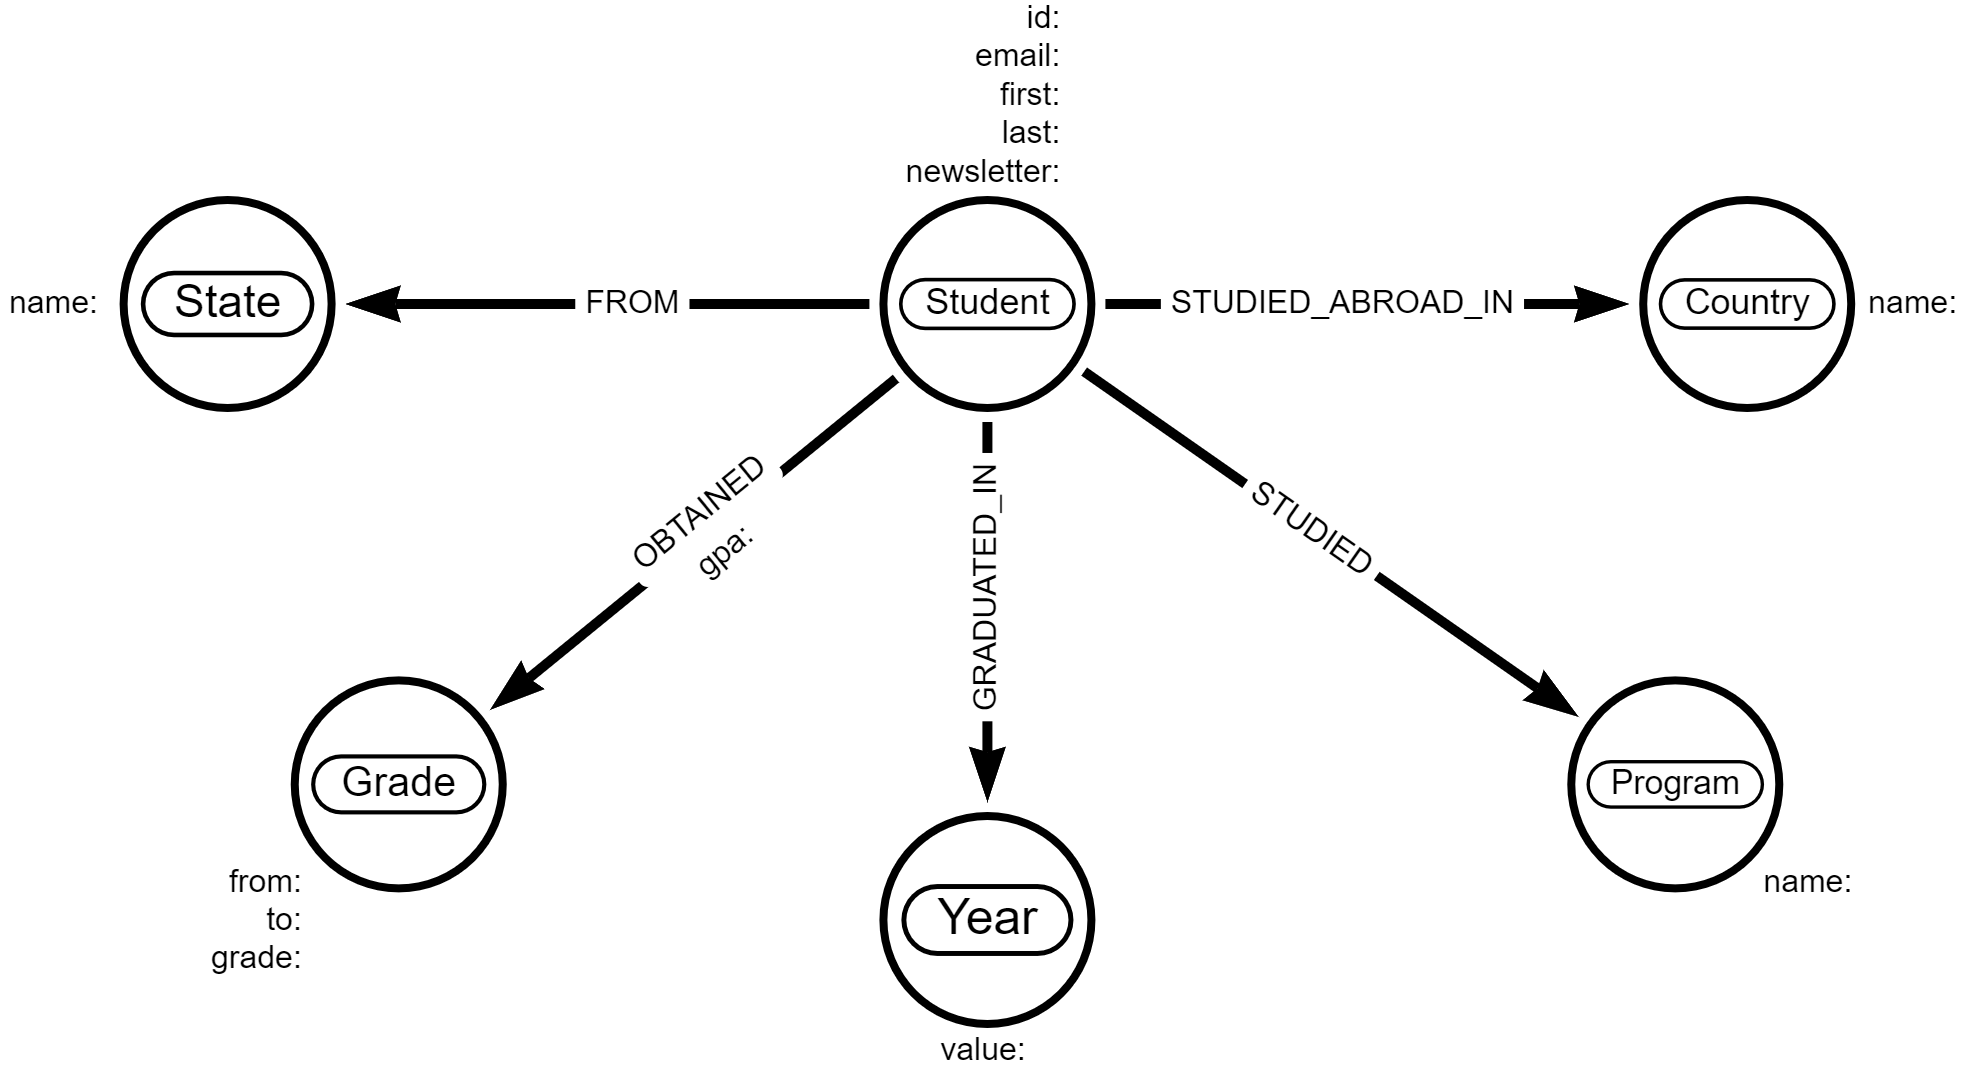 id:
email:
first:
last:
newsletter:
name:
State
FROM
Student
STUDIED_ABROAD_IN
Country
name:
OBTAINED
gpa:
GRADUATED_IN
STUDIED
Grade
from:
to:
grade:
Year
value:
Program
name: